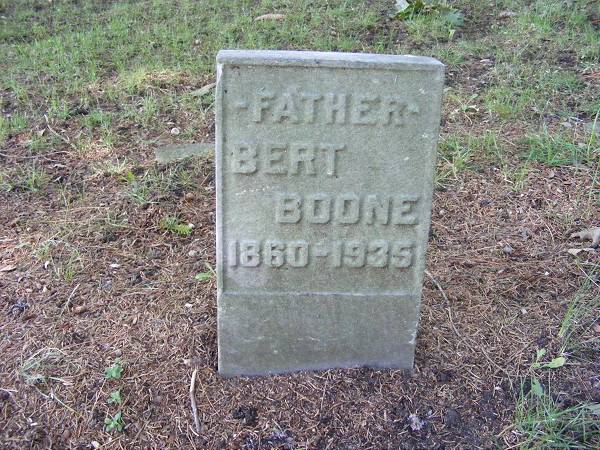 -FATHER-
BERT
BOONE
1860-1935